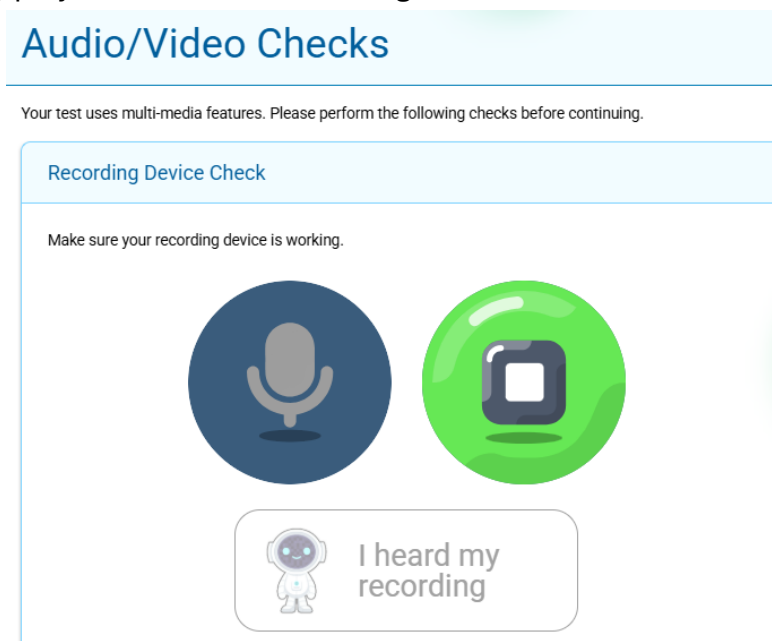 Audio/Video Checks
Your test uses multi-media features. Please perform the following checks before continuing.
Recording Device Check
Make sure your recording device is working.
I heard my
recording